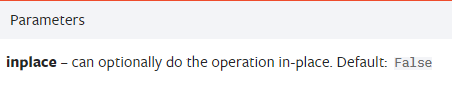 Parameters
inplace – can optionally do the operation in-place. Default: False